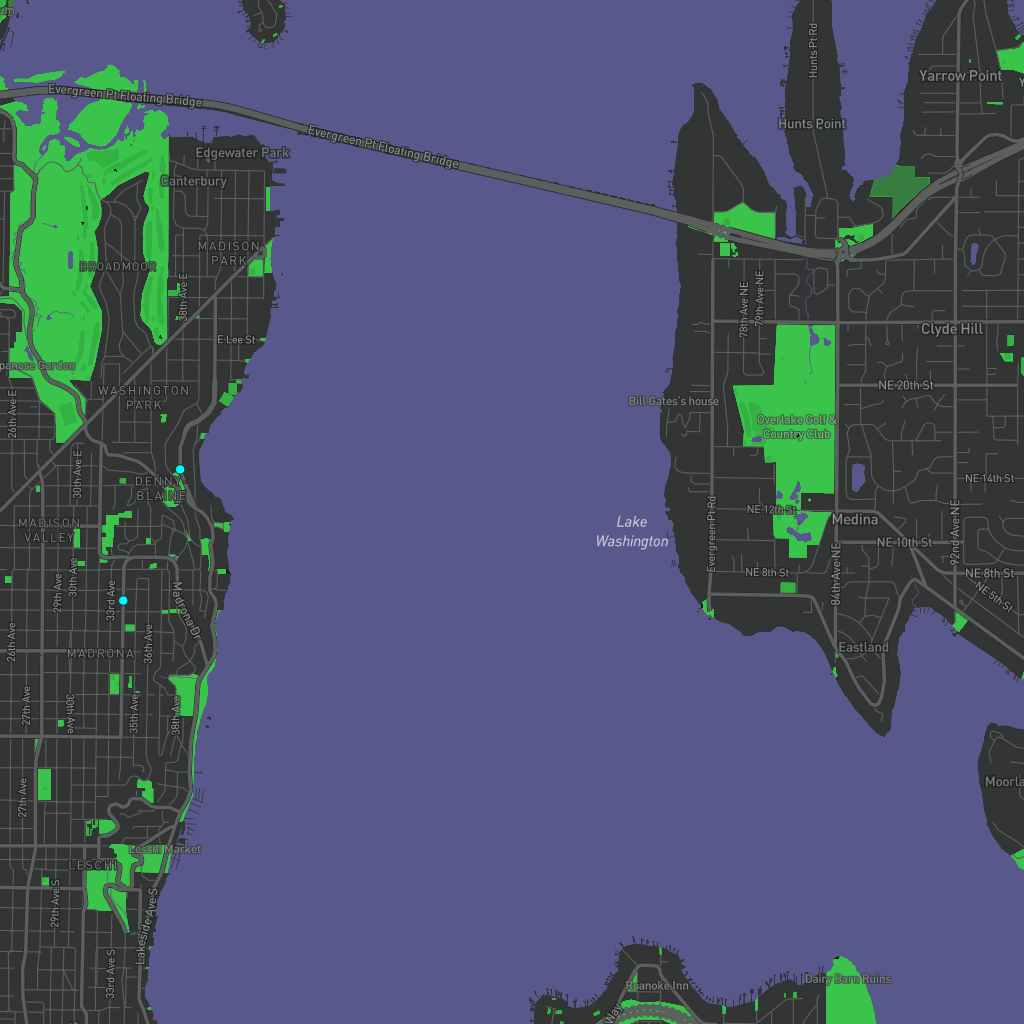 Evergreen Pt Floating Bridge
Evergreen Pt Floating Bridge
Hunts Pt Rd
Yarrow Point
Hunts Point
Edgewater Park
Canterbury
MADISON
PARK
BROADMOOR
38th Ave E
E Lee St
78th Ave NE
79th Ave NE
Clyde Hill
panese Garden
WASHINGTON
PARK
26th Ave E
NE 20th St
Bill Gates's house
Overlake Golf &
Country Club
30th Ave E
DENNY
BLAINE
NE 14th St
MADISON
VALLEY
Lake
Washington
Evergreen Pt Rd
NE 12th St
Medina
92nd Ave NE
NE 10th St
84th Ave NE
NE 8th St
NE 8th St
NE 5th St
29th Ave
30th Ave
33rd Ave
Madrona Dr
26th Ave
36th Ave
MADRONA
Eastland
27th Ave
30th Ave
35th Ave
38th Ave
27th Ave
Moorla
Leschi Market
LESCHI
29th Ave S
Lakeside Ave S
33rd Ave S
Dairy Barn Ruins
Roanoke Inn
Way